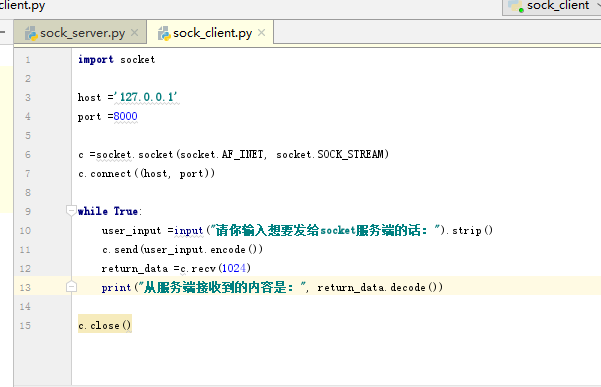 client.py
sock_client
sock_server.py
sock_client.py
1 import socket
2
3 host ='127.0.0.1'
4 port =8000
5
6 c =socket.socket(socket.AF_INET, socket.SOCK_STREAM)
7 c.connect((host, port))
8
9 while True:
10 user_input =input("请你输入想要发给socket服务端的话：").strip()
11 c.send(user_input.encode())
12 return_data =c.recv(1024)
13 print("从服务端接收到的内容是：", return_data.decode())
14
15 c.close()